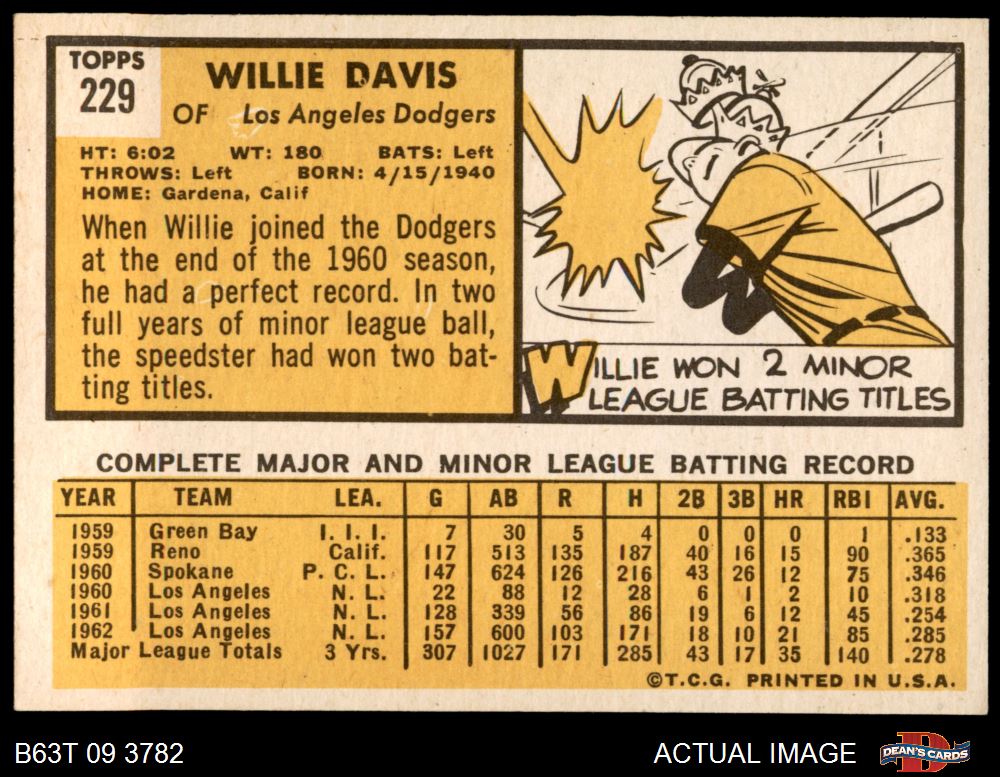 TOPPS
229
WILLIE DAVIS
OF Los Angeles Dodgers
HT: 6:02 WT: 180 BATS: Left
THROWS: Left BORN: 4/15/1940
HOME: Gardena, Calif
When Willie joined the Dodgers
at the end of the 1960 season,
he had a perfect record. In two
full years of minor league ball,
the speedster had won two bat-
ting titles.
WILLIE WON 2 MINOR
LEAGUE BATTING TITLES
COMPLETE MAJOR AND MINOR LEAGUE BATTING RECORD
YEAR TEAM LEA. G AB R H 2B 3B HR RBI AVG.
1959 Green Bay I. I. I. 7 30 5 4 0 0 0 1 .133
1959 Reno Calif. 117 513 135 187 40 16 15 90 .365
1960 Spokane P. C. L. 147 624 126 216 43 26 12 75 .346
1960 Los Angeles N. L. 22 88 12 28 6 1 2 10 .318
1961 Los Angeles N. L. 128 339 56 86 19 6 12 45 .254
1962 Los Angeles N. L. 157 600 103 171 18 10 21 85 .285
Major League Totals 3 Yrs. 307 1027 171 285 43 17 35 140 .278
©T.C.G. PRINTED IN U.S.A.
B63T 09 3782 ACTUAL IMAGE DEAN'S CARDS